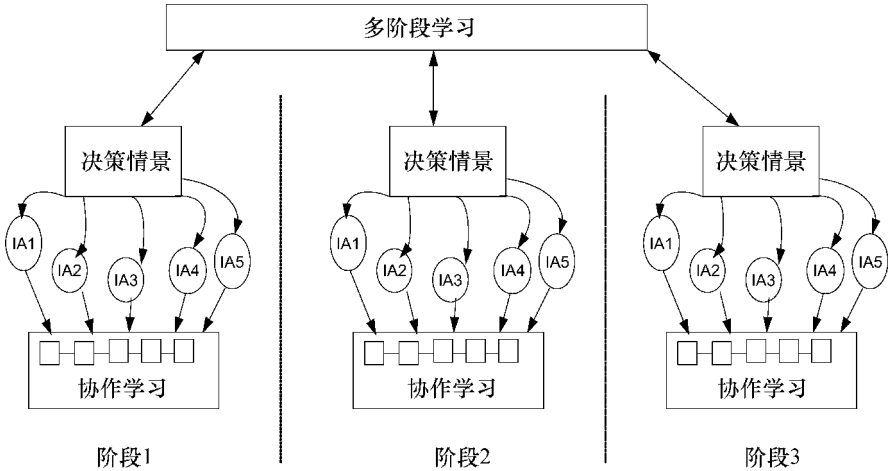 多阶段学习
决策情景 决策情景 决策情景
IA1 IA2 IA3 IA4 IA5 IA1 IA2 IA3 IA4 IA5 IA1 IA2 IA3 IA4 IA5
协作学习 协作学习 协作学习
阶段1 阶段2 阶段3